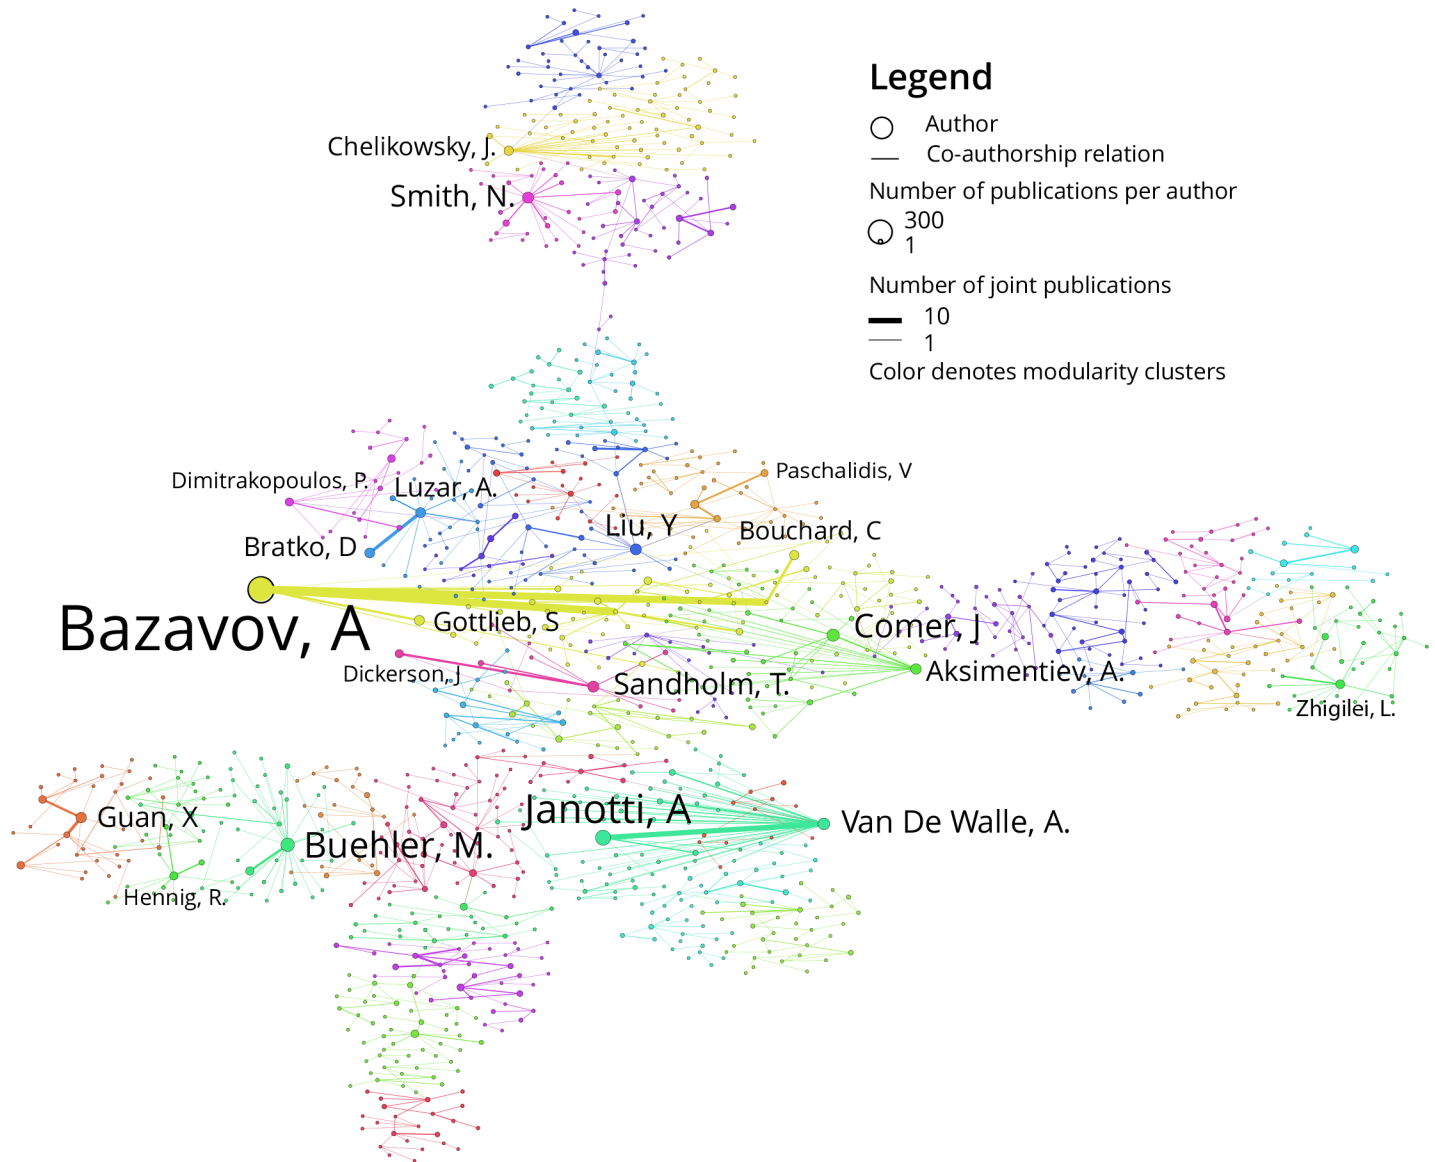 Legend
Author
Co-authorship relation
Number of publications per author
300
1
Number of joint publications
10
1
Color denotes modularity clusters
Chelikowsky, J.
Smith, N.
Dimitrakopoulos, P.
Luzar, A.
Paschalidis, V
Liu, Y
Bouchard, C
Bratko, D
Bazavov, A
Gottlieb, S
Comer, J
Dickerson, J
Sandholm, T.
Aksimentiev, A.
Zhigilei, L.
Janotti, A
Van De Walle, A.
Guan, X
Buehler, M.
Hennig, R.